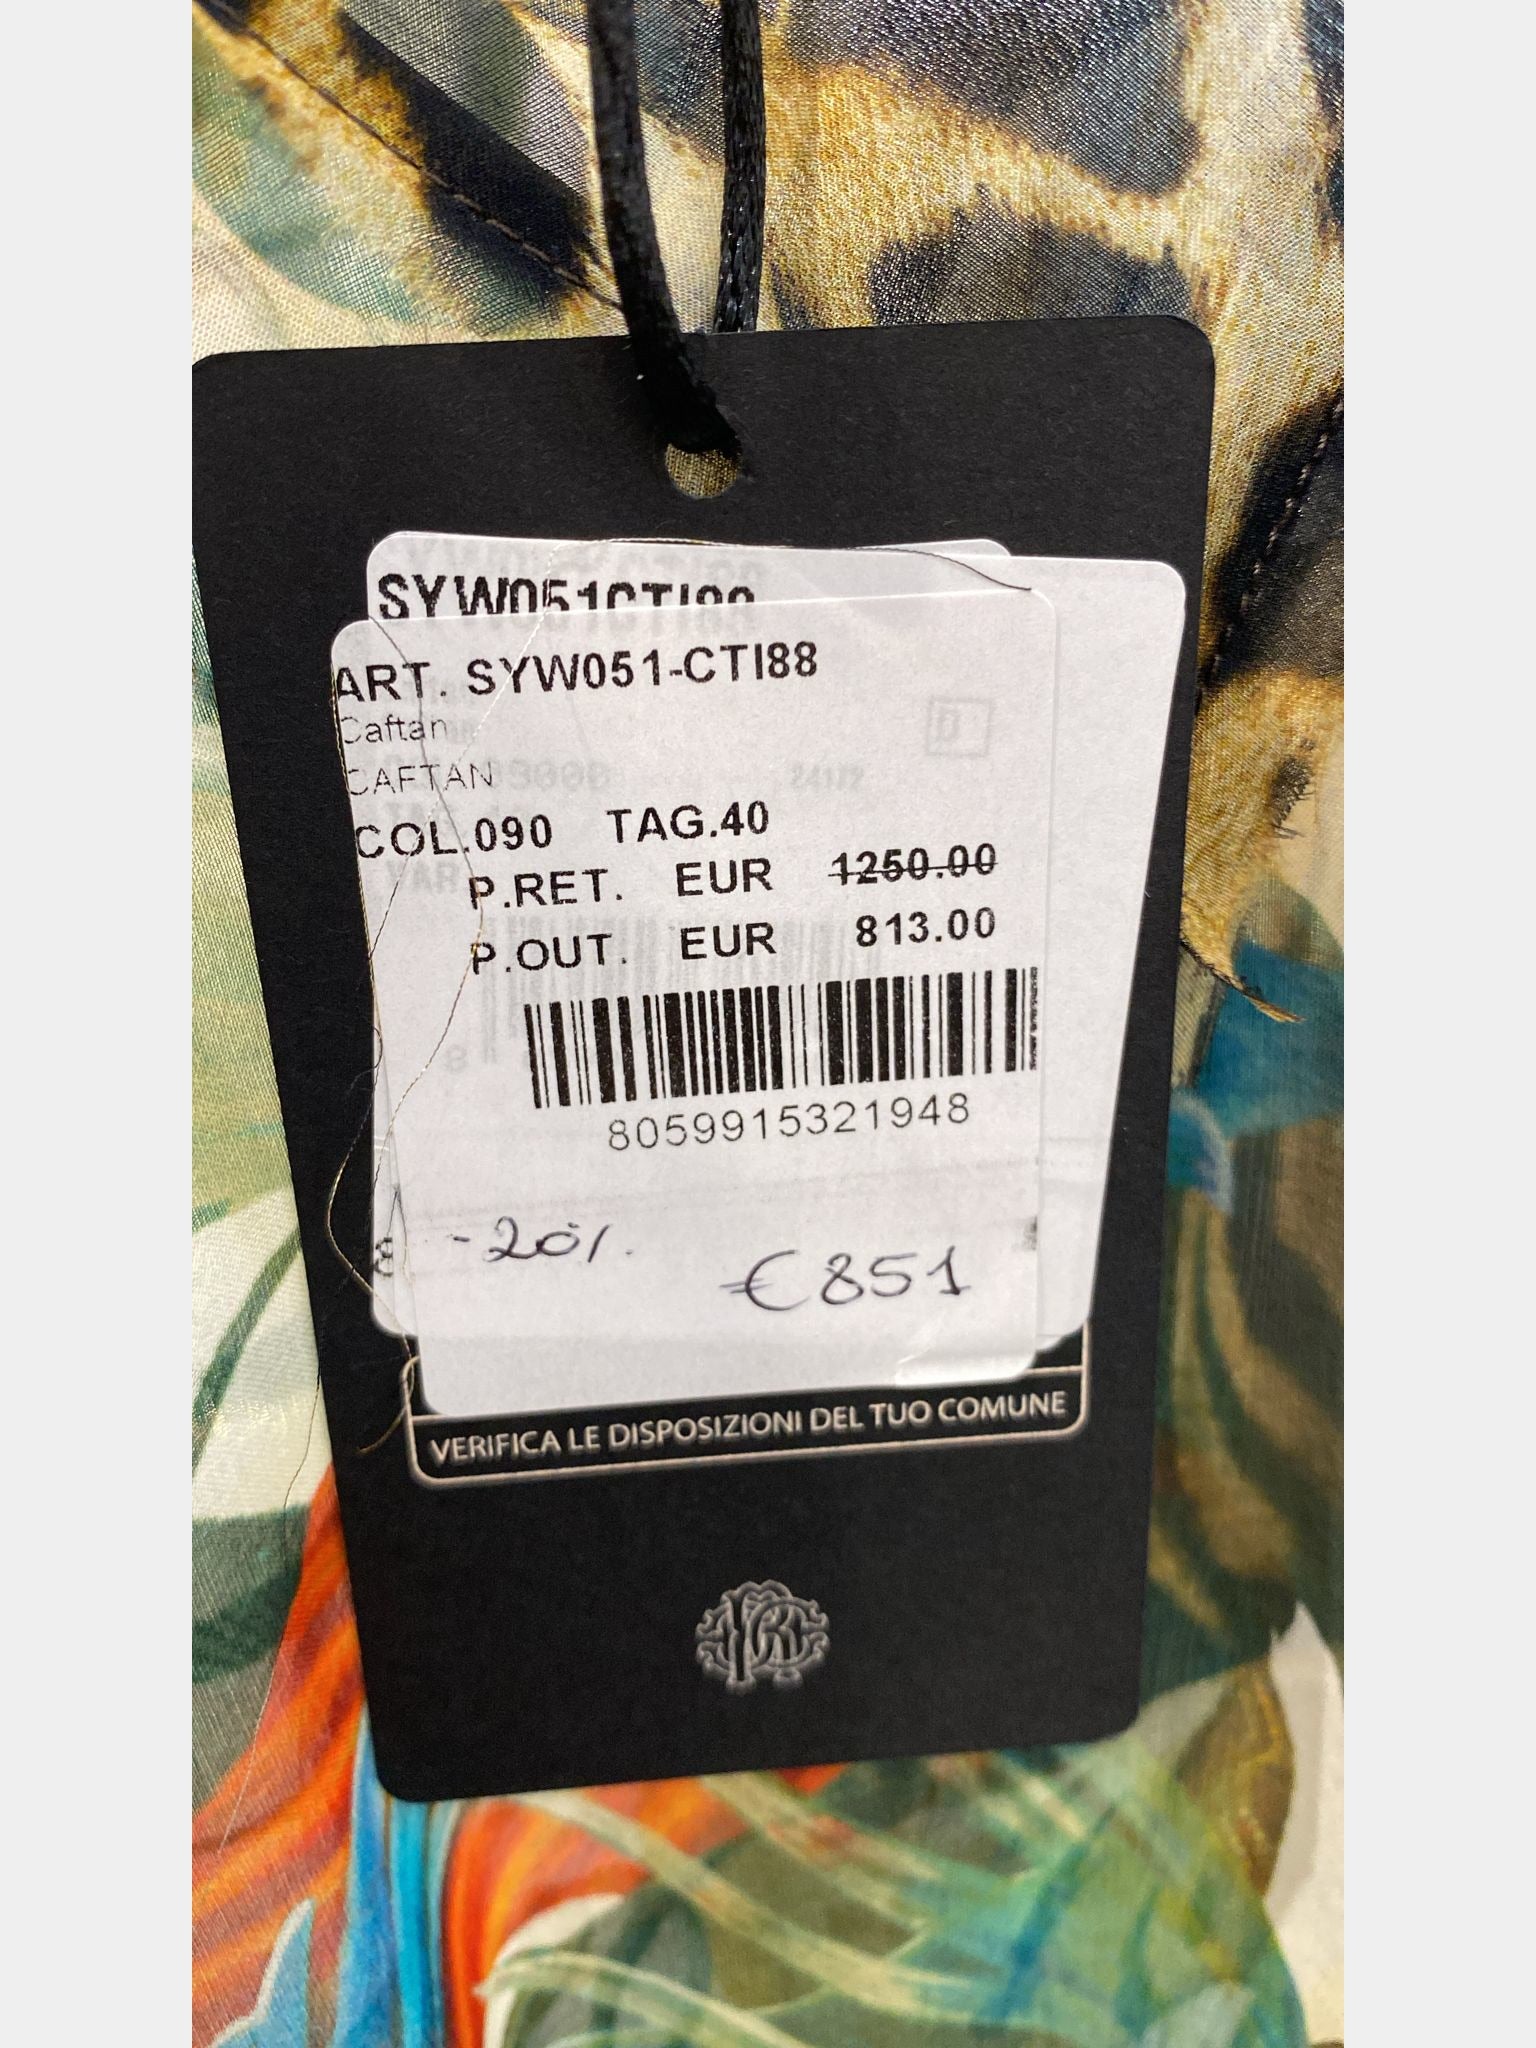 SYW051CTI88
ART. SYW051-CTI88
Caftan
CAFTAN
COL.090 TAG.40
P.RET. EUR 1250.00
P.OUT. EUR 813.00
8059915321948
-20%.
€851
VERIFICA LE DISPOSIZIONI DEL TUO COMUNE